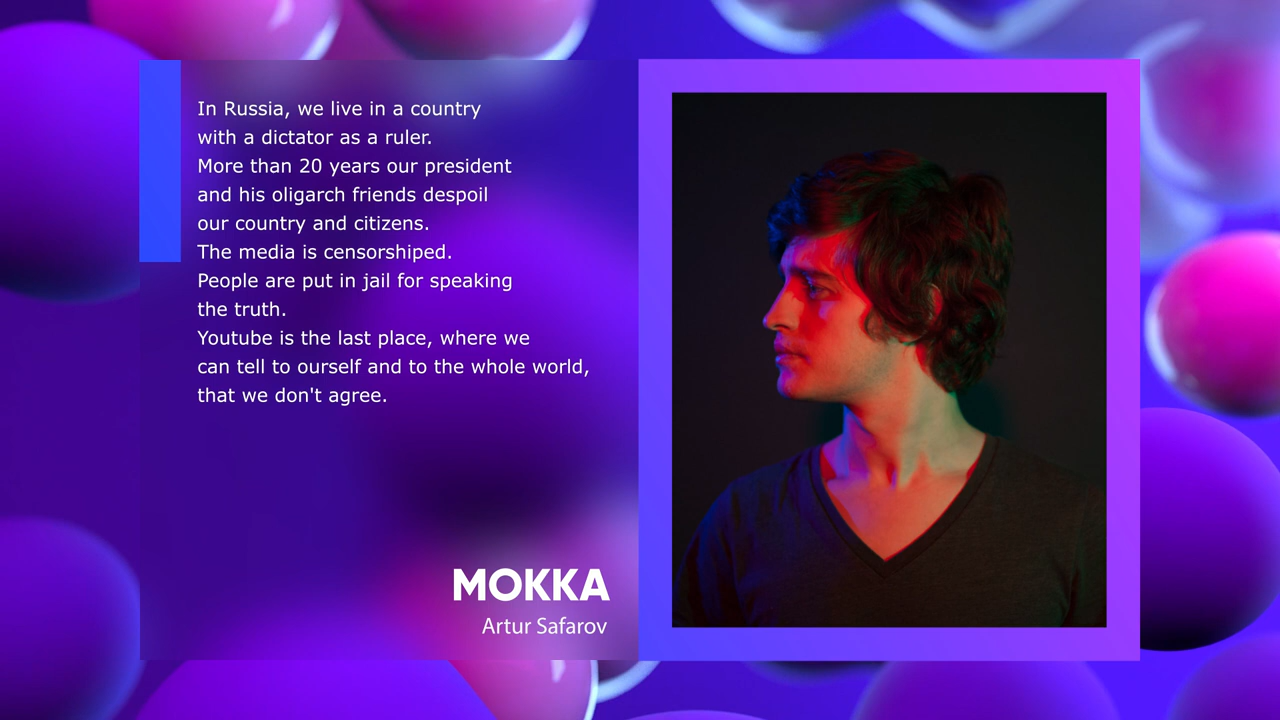 In Russia, we live in a country
with a dictator as a ruler.
More than 20 years our president
and his oligarch friends despoil
our country and citizens.
The media is censorshiped.
People are put in jail for speaking
the truth.
Youtube is the last place, where we
can tell to ourself and to the whole world,
that we don't agree.
MOKKA
Artur Safarov